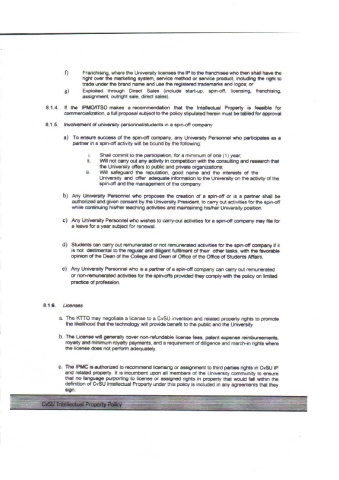 f) Franchising, where the University licenses the IP to the franchisee who then shall have the
right over the marketing system, service method or service product, including the right to
trade under the brand name and use the registered trademarks and logos; or
g) Exploited through Direct Sales (include start-up, spin-off, licensing, franchising,
assignment, outright sale, direct sales).
8.1.4. If the IPMO/ITSO makes a recommendation that the Intellectual Property is feasible for
commercialization, a full proposal subject to the policy stipulated herein must be tabled for approval
8.1.5. Involvement of university personnel/students in a spin-off company:
a) To ensure success of the spin-off company, any University Personnel who participates as a
partner in a spin-off activity will be bound by the following:
i. Shall commit to the participation, for a minimum of one (1) year;
ii. Will not carry out any activity in competition with the consulting and research that
the University offers to public and private organizations;
iii. Will safeguard the reputation, good name and the interests of the
University and offer adequate information to the University on the activity of the
spin-off and the management of the company.
b) Any University Personnel who proposes the creation of a spin-off or is a partner shall be
authorized and given consent by the University President, to carry out activities for the spin-off
while continuing his/her teaching activities and maintaining his/her University position.
c) Any University Personnel who wishes to carry-out activities for a spin-off company may file for
a leave for a year subject for renewal.
d) Students can carry out remunerated or not remunerated activities for the spin-off company if it
is not detrimental to the regular and diligent fulfilment of their other tasks, with the favorable
opinion of the Dean of the College and Dean of Office of the Office of Students Affairs.
e) Any University Personnel who is a partner of a spin-off company can carry out remunerated
or non-remunerated activities for the spin-offs provided they comply with the policy on limited
practice of profession.
8.1.6. Licenses
a. The KTTO may negotiate a license to a CvSU invention and related property rights to promote
the likelihood that the technology will provide benefit to the public and the University.
b. The License will generally cover non-refundable license fees, patent expense reimbursements,
royalty and minimum royalty payments, and a requirement of diligence and march-in rights where
the licensee does not perform adequately.
c. The IPMC is authorized to recommend licensing or assignment to third parties rights in CvSU IP
and related property. It is incumbent upon all members of the University community to ensure
that no language purporting to license or assigned rights in property that would fall within the
definition of CvSU Intellectual Property under this policy is included in any agreements that they
sign.
CvSU Intellectual Property Policy